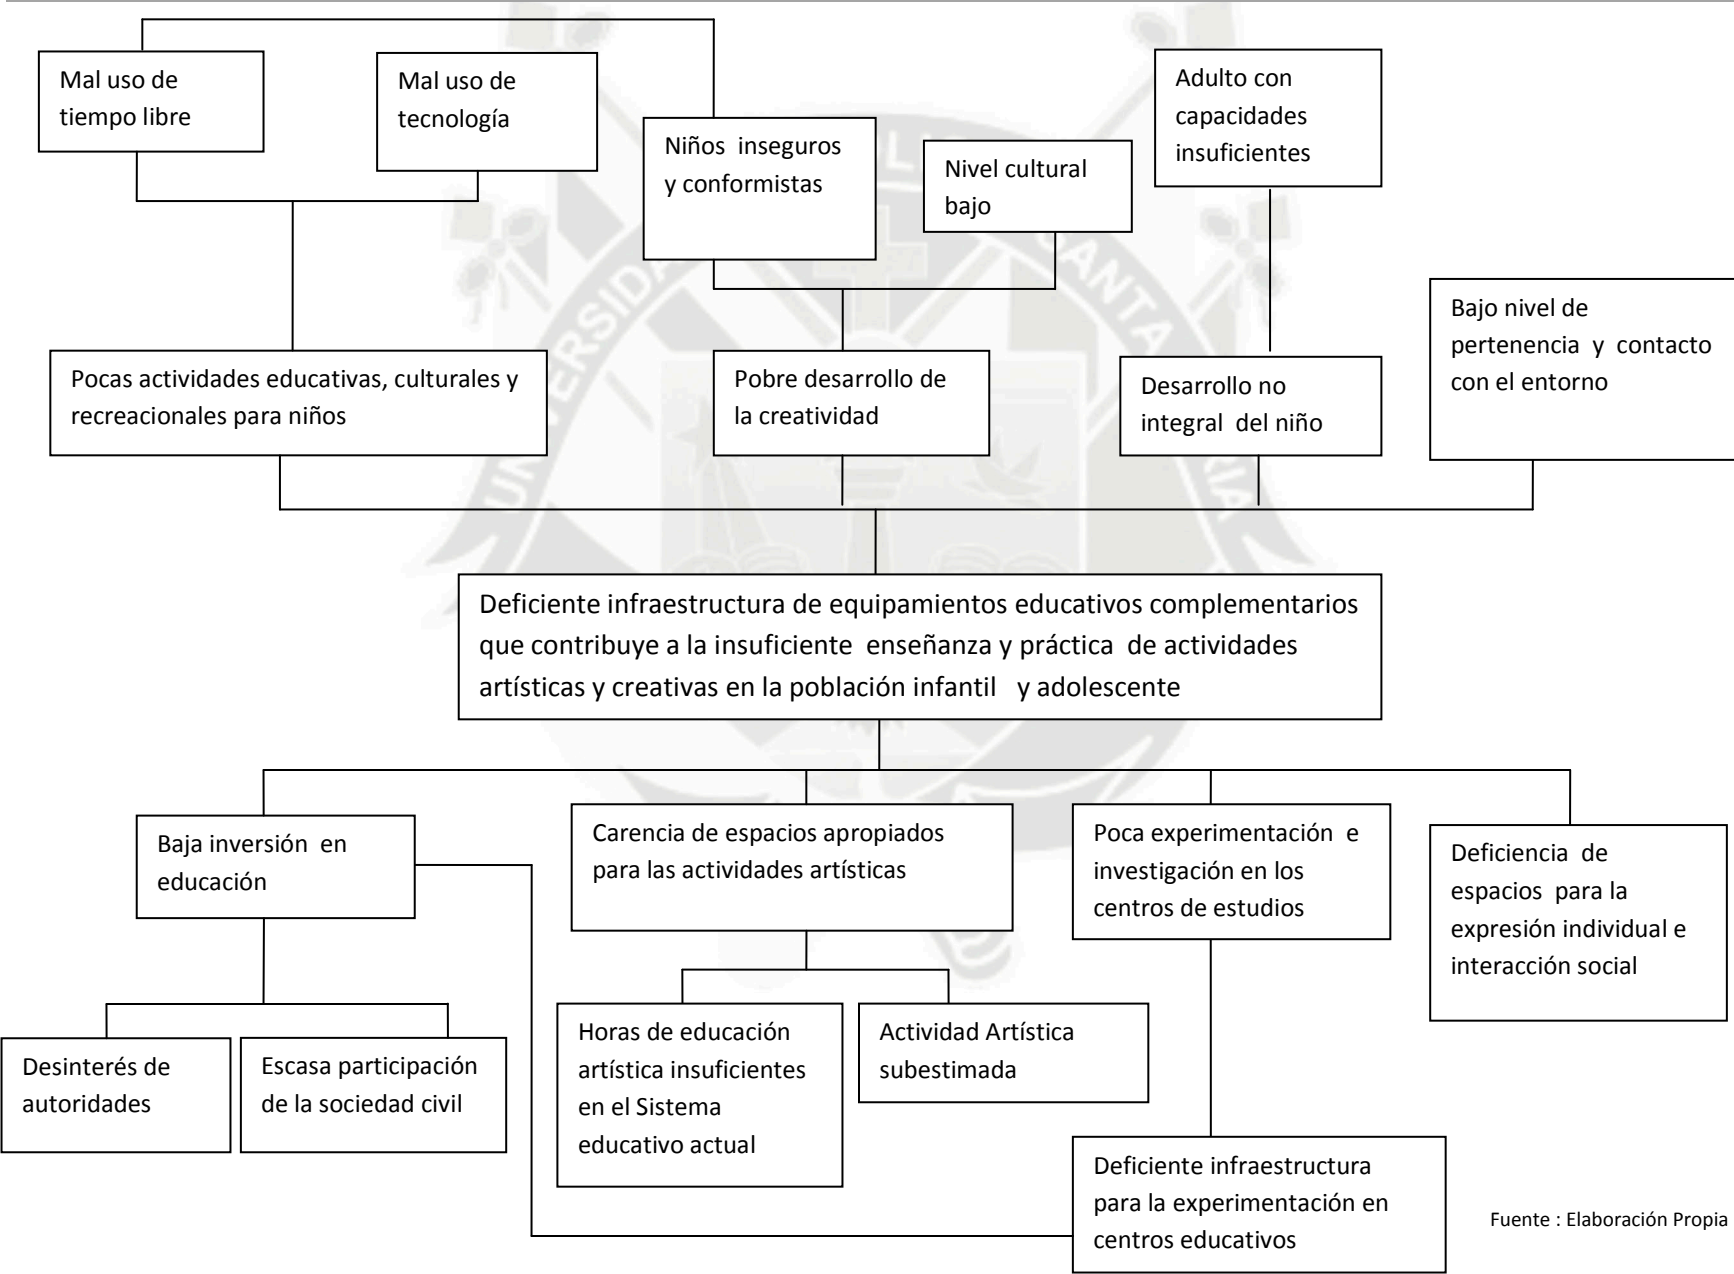 Mal uso de
tiempo libre
Mal uso de
tecnología
Niños inseguros
y conformistas
Nivel cultural
bajo
Adulto con
capacidades
insuficientes
Pocas actividades educativas, culturales y
recreacionales para niños
Pobre desarrollo de
la creatividad
Desarrollo no
integral del niño
Bajo nivel de
pertenencia y contacto
con el entorno
Deficiente infraestructura de equipamientos educativos complementarios
que contribuye a la insuficiente enseñanza y práctica de actividades
artísticas y creativas en la población infantil y adolescente
Baja inversión en
educación
Carencia de espacios apropiados
para las actividades artísticas
Poca experimentación e
investigación en los
centros de estudios
Deficiencia de
espacios para la
expresión individual e
interacción social
Desinterés de
autoridades
Escasa participación
de la sociedad civil
Horas de educación
artística insuficientes
en el Sistema
educativo actual
Actividad Artística
subestimada
Deficiente infraestructura
para la experimentación en
centros educativos
Fuente : Elaboración Propia